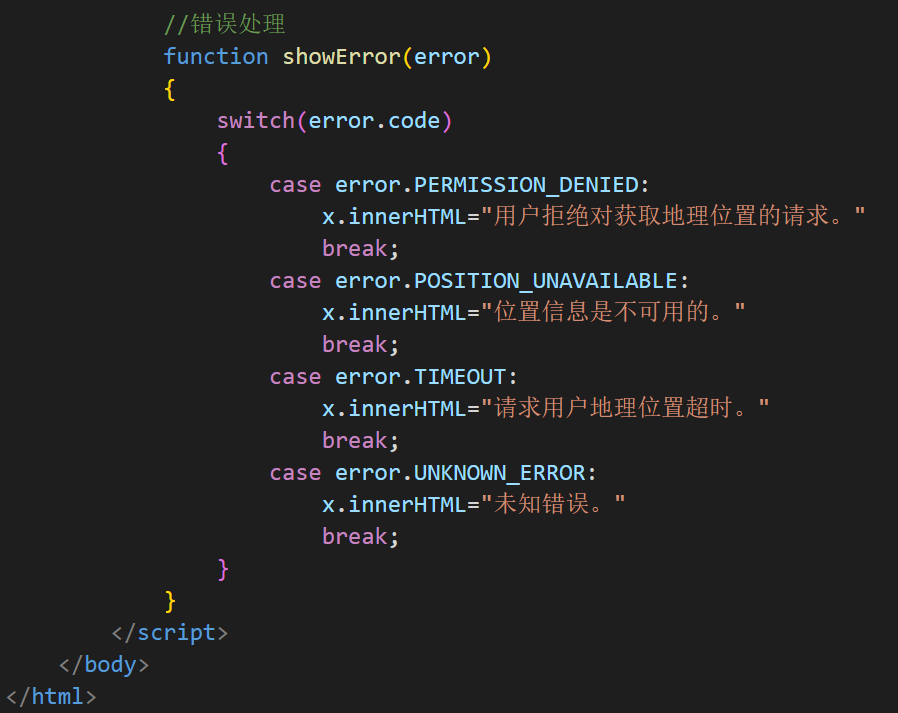 //错误处理
function showError(error)
{
switch(error.code)
{
case error.PERMISSION_DENIED:
x.innerHTML="用户拒绝对获取地理位置的请求。"
break;
case error.POSITION_UNAVAILABLE:
x.innerHTML="位置信息是不可用的。"
break;
case error.TIMEOUT:
x.innerHTML="请求用户地理位置超时。"
break;
case error.UNKNOWN_ERROR:
x.innerHTML="未知错误。"
break;
}
}
</script>
</body>
</html>